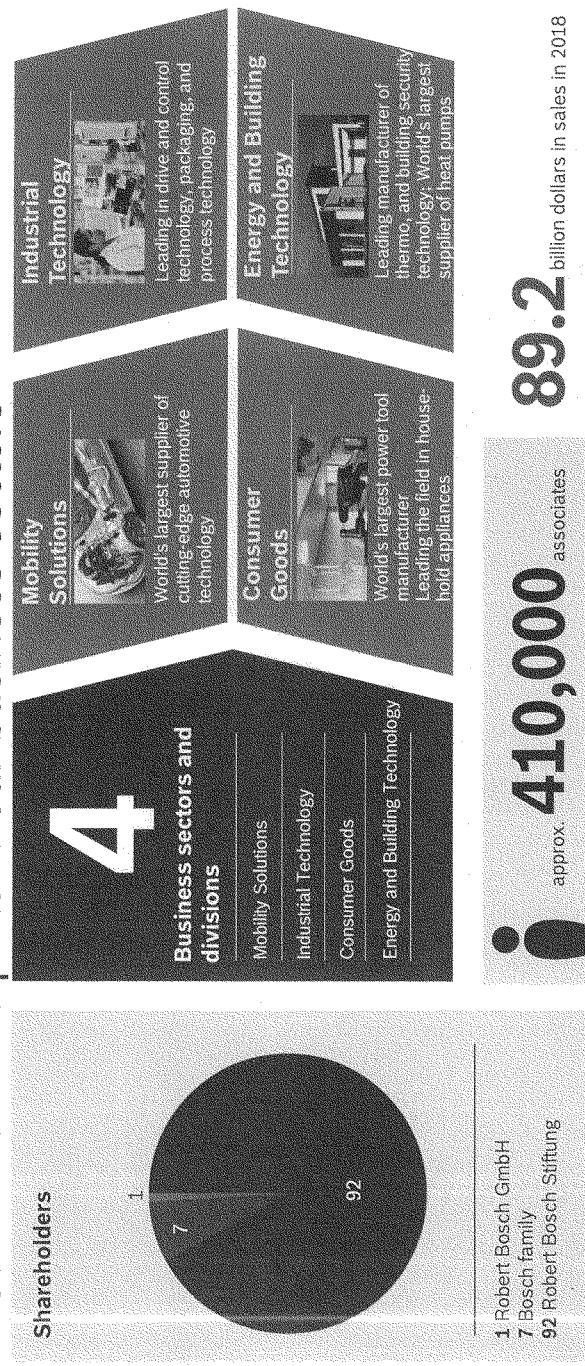 Shareholders
1
7
92
1 Robert Bosch GmbH
7 Bosch family
92 Robert Bosch Stiftung
4
Business sectors and
divisions
Mobility Solutions
Industrial Technology
Consumer Goods
Energy and Building Technology
Mobility
Solutions
World's largest supplier of
cutting-edge automotive
technology
Industrial
Technology
Leading in drive and control
technology, packaging, and
process technology
Consumer
Goods
World's largest power tool
manufacturer
Leading the field in house-
hold appliances
Energy and Building
Technology
Leading manufacturer of
thermo, and building security
technology; World's largest
supplier of heat pumps
approx. 410,000 associates
89.2 billion dollars in sales in 2018